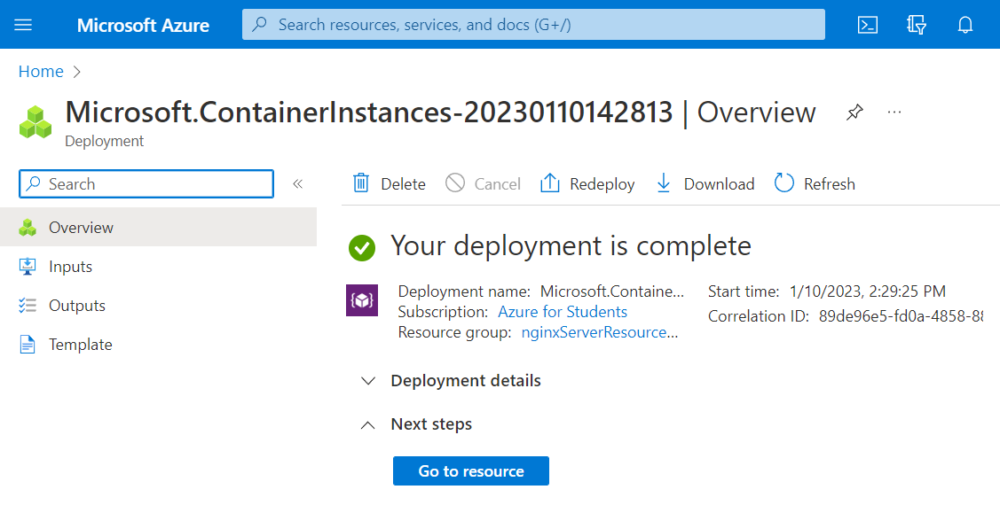 Microsoft Azure
Search resources, services, and docs (G+/)
Home
Microsoft.ContainerInstances-20230110142813 | Overview
Deployment
Search
Delete
Cancel
Redeploy
Download
Refresh
Overview
Inputs
Outputs
Template
Your deployment is complete
Deployment name: Microsoft.Containe...
Subscription: Azure for Students
Resource group: nginxServerResource...
Start time: 1/10/2023, 2:29:25 PM
Correlation ID: 89de96e5-fd0a-4858-8
Deployment details
Next steps
Go to resource